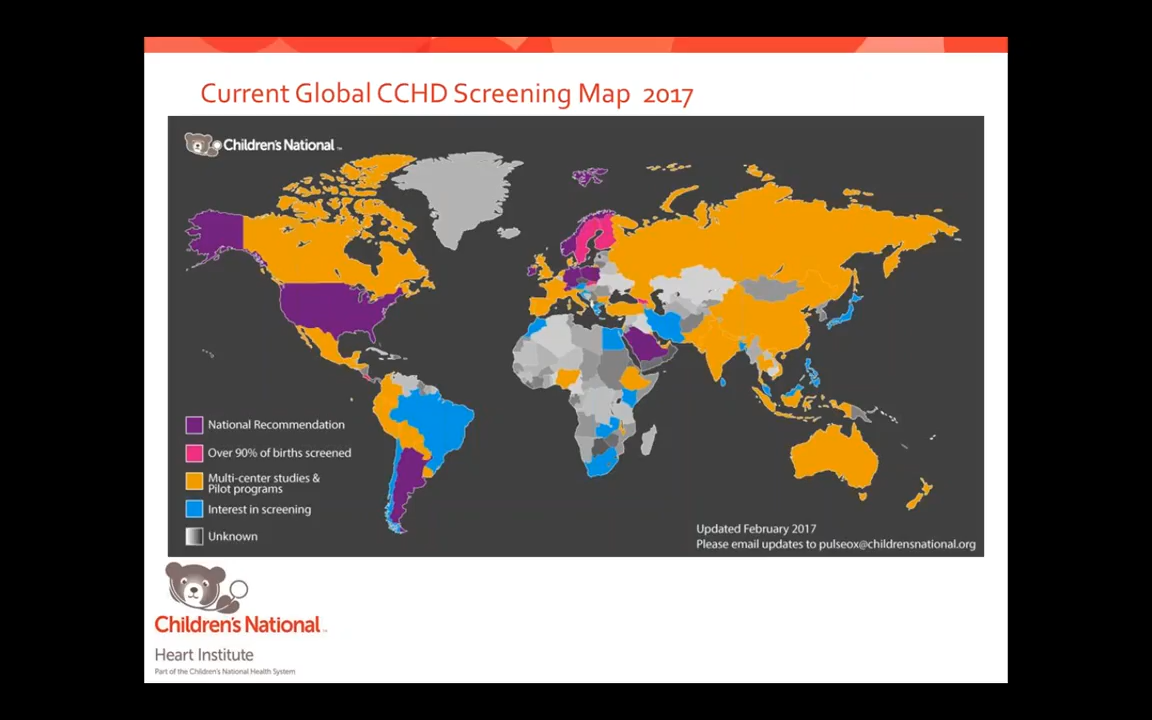 Current Global CCHD Screening Map 2017
Children's National ™
National Recommendation
Over 90% of births screened
Multi-center studies &
Pilot programs
Interest in screening
Unknown
Updated February 2017
Please email updates to pulseox@childrensnational.org
Children's National ™
Heart Institute
Part of the Children's National Health System